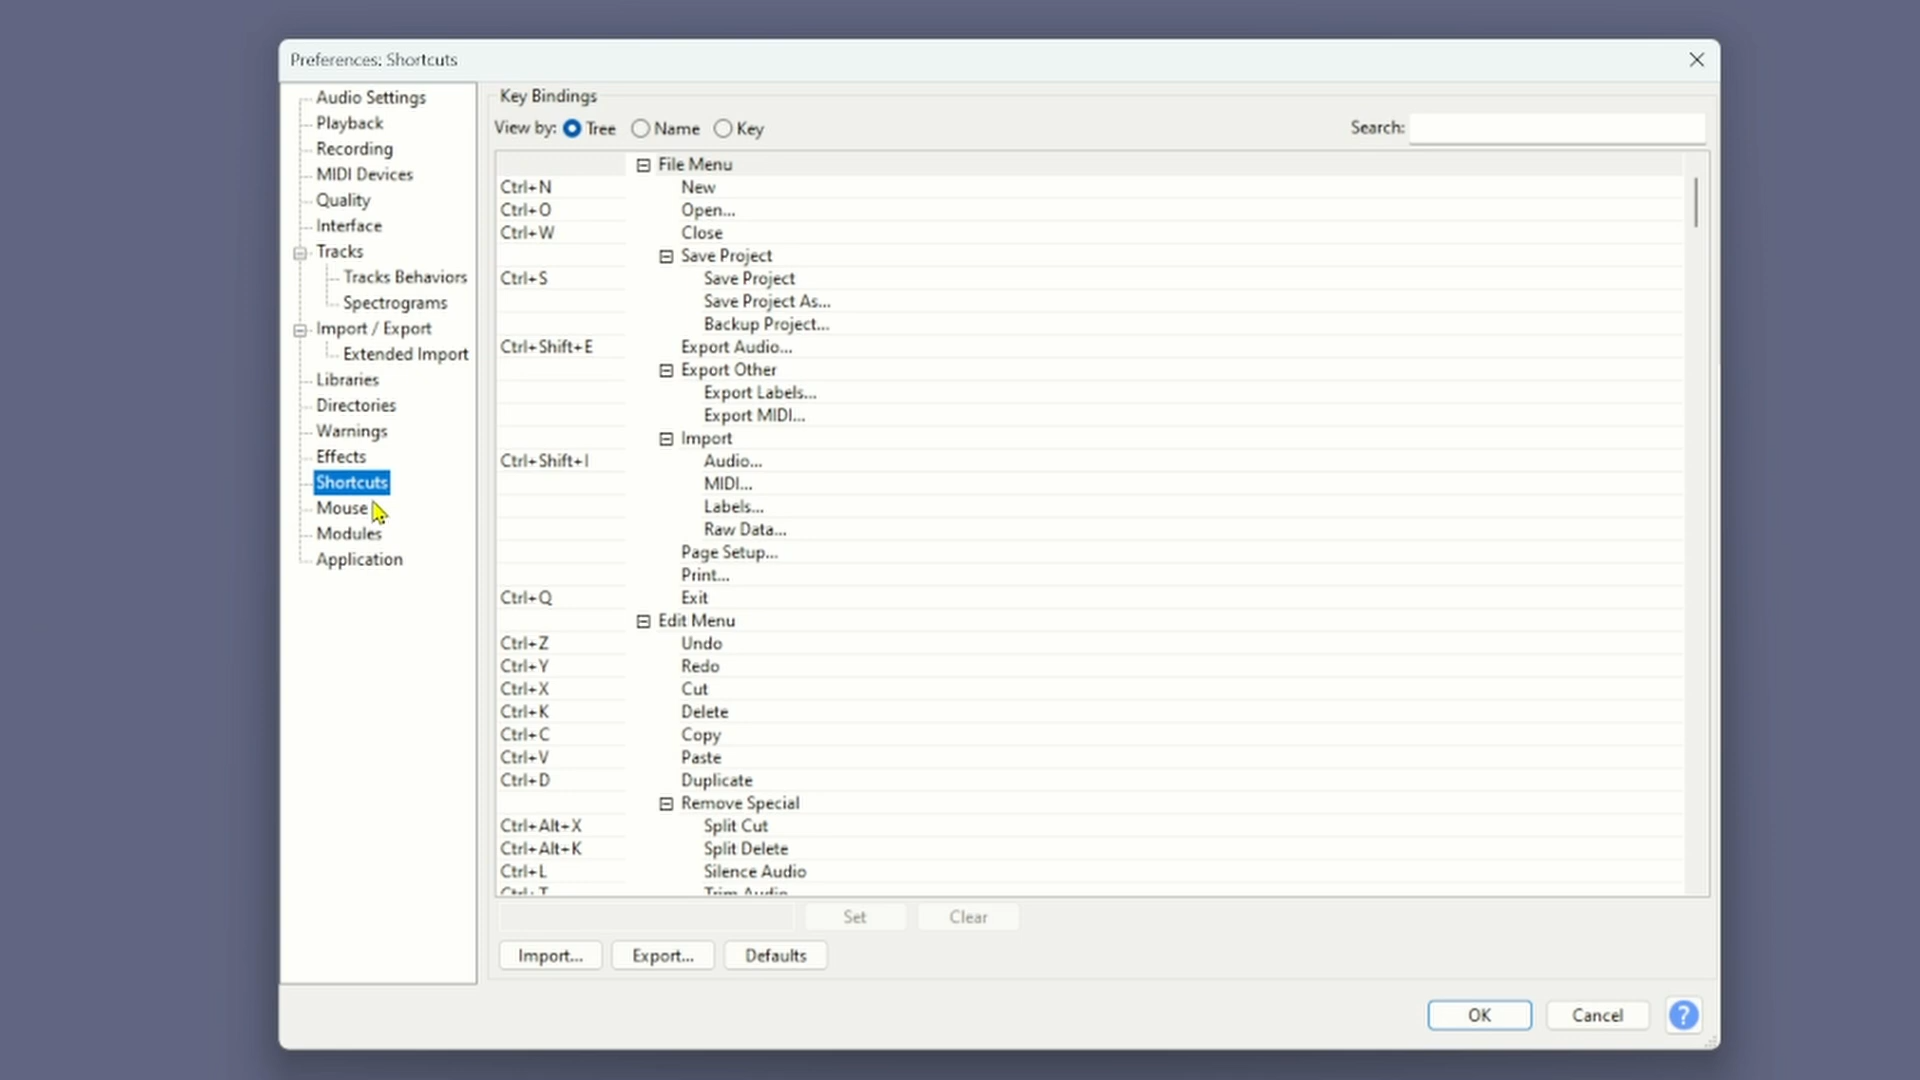 Preferences: Shortcuts
Audio Settings
Playback
Recording
MIDI Devices
Quality
Interface
Tracks
Tracks Behaviors
Spectrograms
Import / Export
Extended Import
Libraries
Directories
Warnings
Effects
Shortcuts
Mouse
Modules
Application
Key Bindings
View by: Tree Name Key Search:
File Menu
Ctrl+N New
Ctrl+O Open...
Ctrl+W Close
Save Project
Ctrl+S Save Project
Save Project As...
Backup Project...
Ctrl+Shift+E Export Audio...
Export Other
Export Labels...
Export MIDI...
Import
Ctrl+Shift+I Audio...
MIDI...
Labels...
Raw Data...
Page Setup...
Print...
Ctrl+Q Exit
Edit Menu
Ctrl+Z Undo
Ctrl+Y Redo
Ctrl+X Cut
Ctrl+K Delete
Ctrl+C Copy
Ctrl+V Paste
Ctrl+D Duplicate
Remove Special
Ctrl+Alt+X Split Cut
Ctrl+Alt+K Split Delete
Ctrl+L Silence Audio
Ctrl+T Trim Audio
Set Clear
Import... Export... Defaults
OK Cancel ?